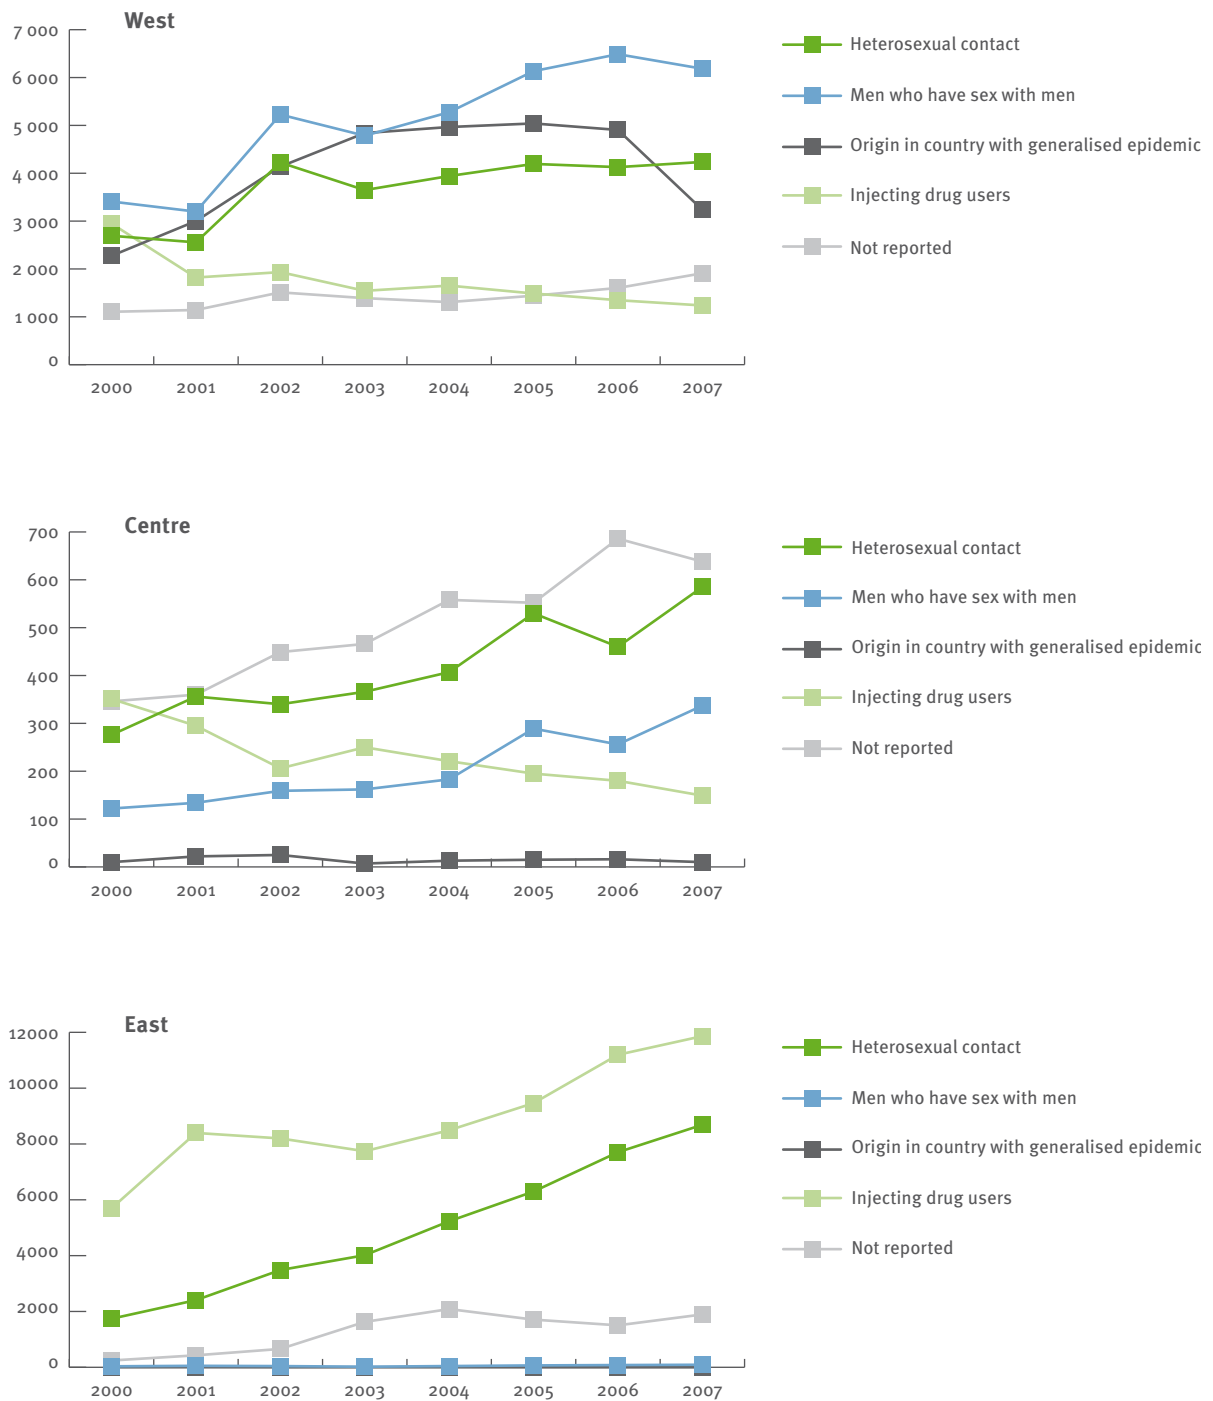 West
7 000
6 000
5 000
4 000
3 000
2 000
1 000
0
2000 2001 2002 2003 2004 2005 2006 2007
Heterosexual contact
Men who have sex with men
Origin in country with generalised epidemic
Injecting drug users
Not reported
Centre
700
600
500
400
300
200
100
0
2000 2001 2002 2003 2004 2005 2006 2007
Heterosexual contact
Men who have sex with men
Origin in country with generalised epidemic
Injecting drug users
Not reported
East
12000
10000
8000
6000
4000
2000
0
2000 2001 2002 2003 2004 2005 2006 2007
Heterosexual contact
Men who have sex with men
Origin in country with generalised epidemic
Injecting drug users
Not reported